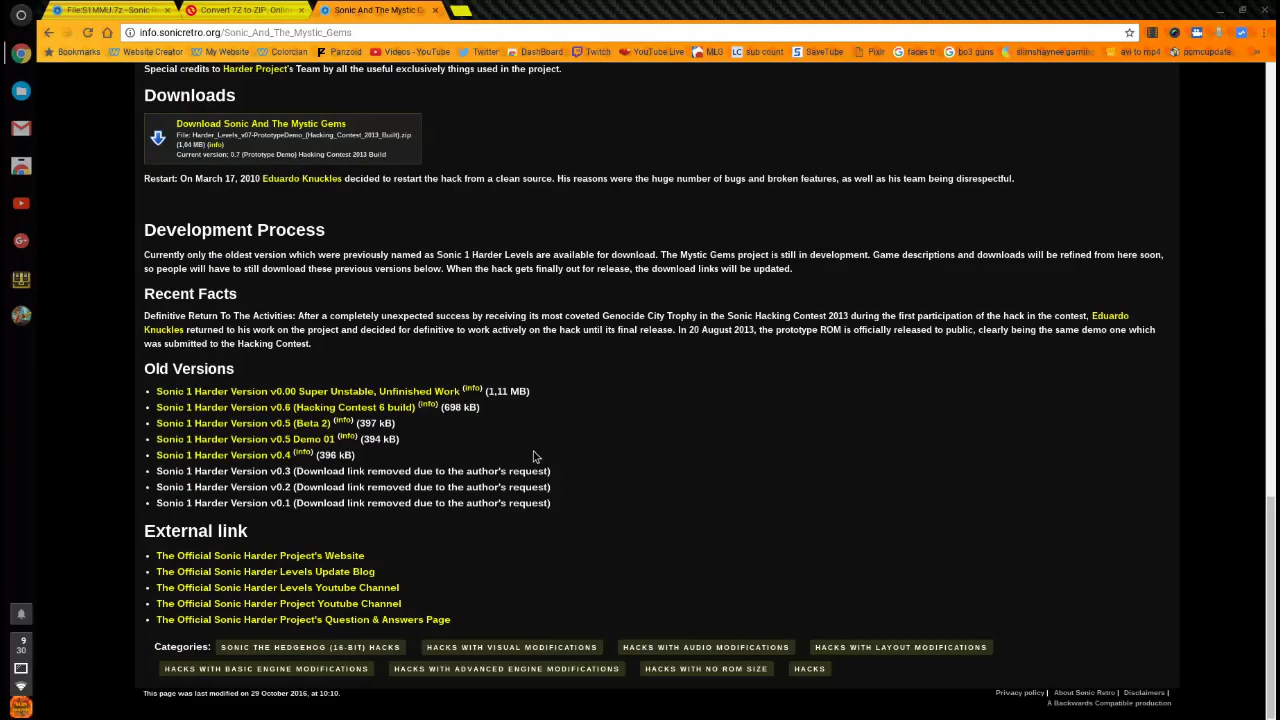 File:S1MMU.7z - Sonic R
Convert 7Z to ZIP. Online
Sonic And The Mystic G
info.sonicretro.org/Sonic_And_The_Mystic_Gems
Bookmarks Website Creator My Website Colordian Panzoid Videos - YouTube Twitter DashBoard Twitch YouTube Live MLG sub count SaveTube Pixlr faces tr bo3 guns slimshaynee gaming avi to mp4 pqmcupdate
Special credits to Harder Project's Team by all the useful exclusively things used in the project.
Downloads
Download Sonic And The Mystic Gems
File: Harder_Levels_v07-PrototypeDemo_(Hacking_Contest_2013_Built).zip
(1,04 MB) (info)
Current version: 0.7 (Prototype Demo) Hacking Contest 2013 Build
Restart: On March 17, 2010 Eduardo Knuckles decided to restart the hack from a clean source. His reasons were the huge number of bugs and broken features, as well as his team being disrespectful.
Development Process
Currently only the oldest version which were previously named as Sonic 1 Harder Levels are available for download. The Mystic Gems project is still in development. Game descriptions and downloads will be refined from here soon,
so people will have to still download these previous versions below. When the hack gets finally out for release, the download links will be updated.
Recent Facts
Definitive Return To The Activities: After a completely unexpected success by receiving its most coveted Genocide City Trophy in the Sonic Hacking Contest 2013 during the first participation of the hack in the contest, Eduardo
Knuckles returned to his work on the project and decided for definitive to work actively on the hack until its final release. In 20 August 2013, the prototype ROM is officially released to public, clearly being the same demo one which
was submitted to the Hacking Contest.
Old Versions
• Sonic 1 Harder Version v0.00 Super Unstable, Unfinished Work (info) (1,11 MB)
• Sonic 1 Harder Version v0.6 (Hacking Contest 6 build) (info) (698 kB)
• Sonic 1 Harder Version v0.5 (Beta 2) (info) (397 kB)
• Sonic 1 Harder Version v0.5 Demo 01 (info) (394 kB)
• Sonic 1 Harder Version v0.4 (info) (396 kB)
• Sonic 1 Harder Version v0.3 (Download link removed due to the author's request)
• Sonic 1 Harder Version v0.2 (Download link removed due to the author's request)
• Sonic 1 Harder Version v0.1 (Download link removed due to the author's request)
External link
• The Official Sonic Harder Project's Website
• The Official Sonic Harder Levels Update Blog
• The Official Sonic Harder Levels Youtube Channel
• The Official Sonic Harder Project Youtube Channel
• The Official Sonic Harder Project's Question & Answers Page
Categories: SONIC THE HEDGEHOG (16-BIT) HACKS HACKS WITH VISUAL MODIFICATIONS HACKS WITH AUDIO MODIFICATIONS HACKS WITH LAYOUT MODIFICATIONS
HACKS WITH BASIC ENGINE MODIFICATIONS HACKS WITH ADVANCED ENGINE MODIFICATIONS HACKS WITH NO ROM SIZE HACKS
This page was last modified on 29 October 2016, at 10:10.
Privacy policy | About Sonic Retro | Disclaimers |
A Backwards Compatible production
9
30